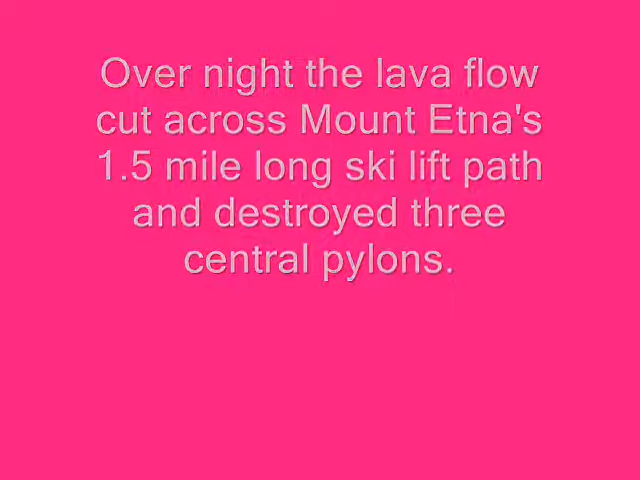 Over night the lava flow
cut across Mount Etna's
1.5 mile long ski lift path
and destroyed three
central pylons.